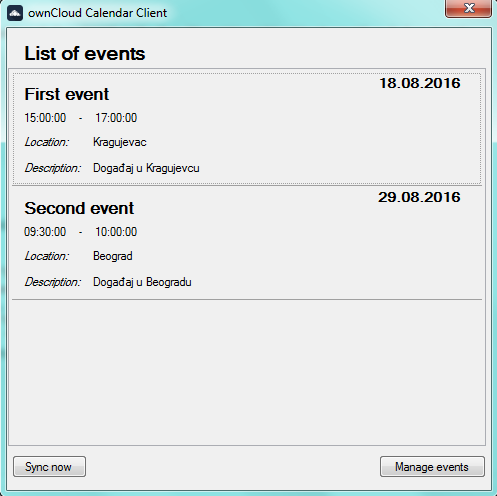 ownCloud Calendar Client
List of events
18.08.2016
First event
15:00:00 - 17:00:00
Location: Kragujevac
Description: Događaj u Kragujevcu
29.08.2016
Second event
09:30:00 - 10:00:00
Location: Beograd
Description: Događaj u Beogradu
Sync now Manage events